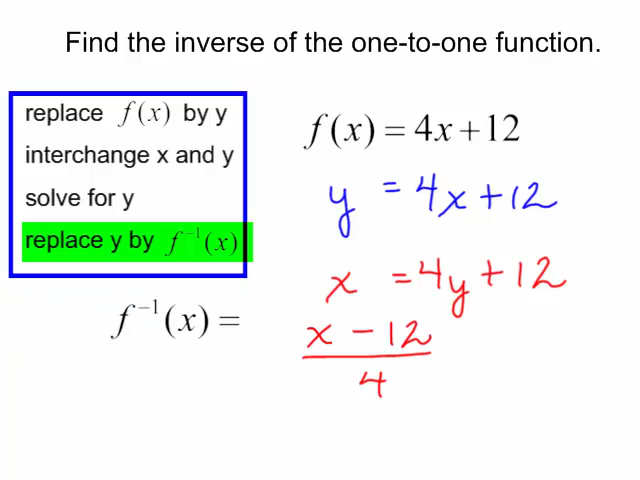 Find the inverse of the one-to-one function.
replace f(x) by y
interchange x and y
solve for y
replace y by f⁻¹(x)
f(x) = 4x + 12
y = 4x + 12
x = 4y + 12
x − 12
4
f⁻¹(x) =